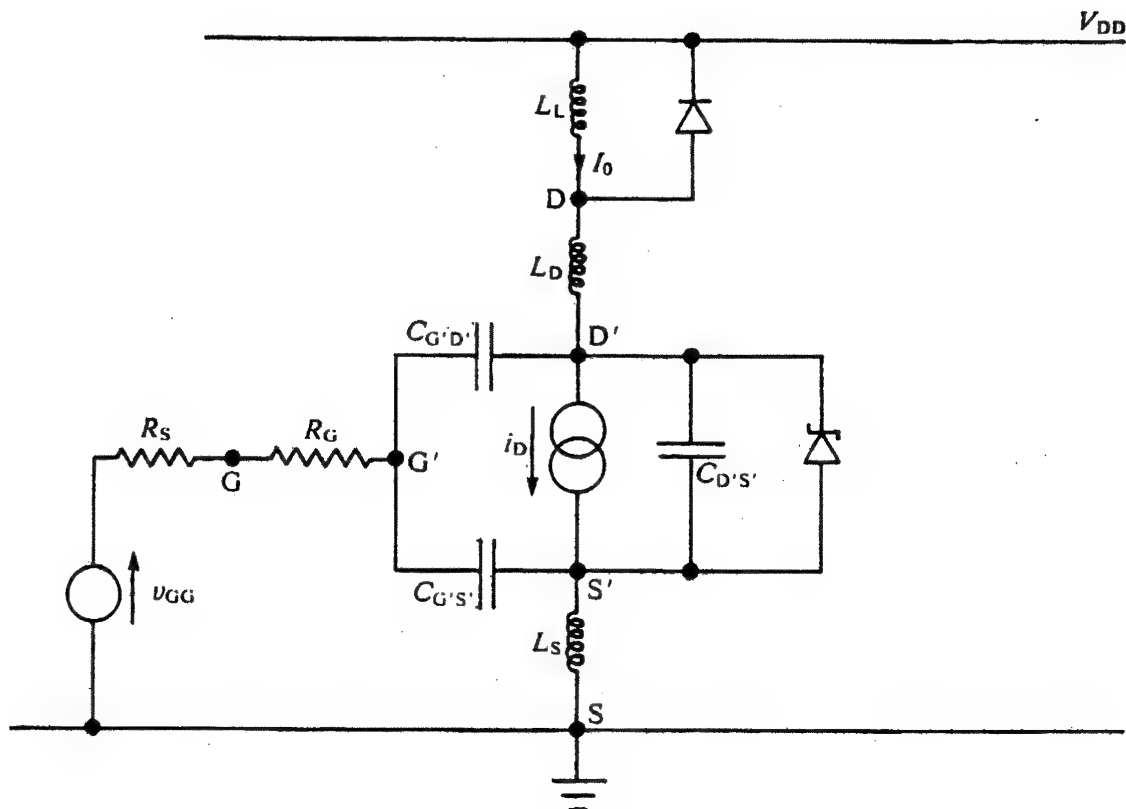 V_DD
L_L
I_0
D
L_D
C_G'D'
D'
R_S
R_G
G'
G
i_D
C_D'S'
v_GG
C_G'S'
S'
L_S
S